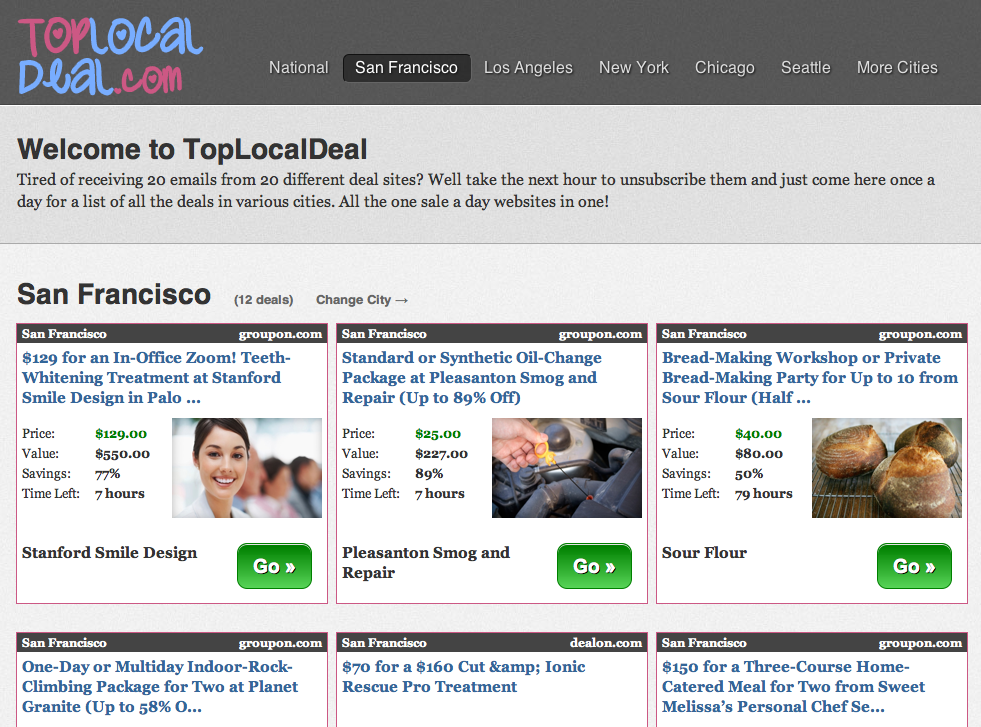 TOPLOCAL
DEAL.COM
National San Francisco Los Angeles New York Chicago Seattle More Cities
Welcome to TopLocalDeal
Tired of receiving 20 emails from 20 different deal sites? Well take the next hour to unsubscribe them and just come here once a
day for a list of all the deals in various cities. All the one sale a day websites in one!
San Francisco (12 deals) Change City →
San Francisco groupon.com
$129 for an In-Office Zoom! Teeth-
Whitening Treatment at Stanford
Smile Design in Palo ...
Price: $129.00
Value: $550.00
Savings: 77%
Time Left: 7 hours
Stanford Smile Design
Go »
San Francisco groupon.com
Standard or Synthetic Oil-Change
Package at Pleasanton Smog and
Repair (Up to 89% Off)
Price: $25.00
Value: $227.00
Savings: 89%
Time Left: 7 hours
Pleasanton Smog and
Repair
Go »
San Francisco groupon.com
Bread-Making Workshop or Private
Bread-Making Party for Up to 10 from
Sour Flour (Half ...
Price: $40.00
Value: $80.00
Savings: 50%
Time Left: 79 hours
Sour Flour
Go »
San Francisco groupon.com
One-Day or Multiday Indoor-Rock-
Climbing Package for Two at Planet
Granite (Up to 58% O...
San Francisco dealon.com
$70 for a $160 Cut &amp; Ionic
Rescue Pro Treatment
San Francisco groupon.com
$150 for a Three-Course Home-
Catered Meal for Two from Sweet
Melissa's Personal Chef Se...